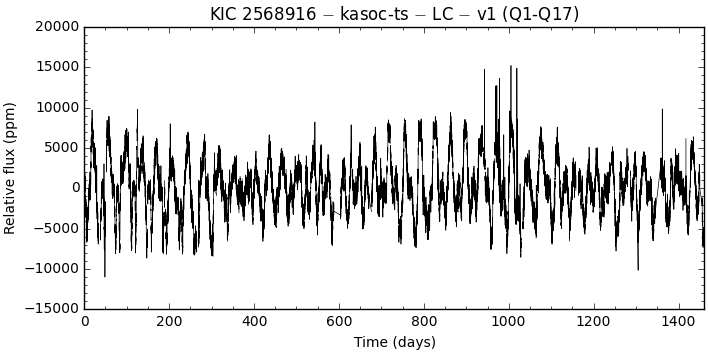 KIC 2568916 − kasoc-ts − LC − v1 (Q1-Q17)
20000
15000
10000
5000
0
−5000
−10000
−15000
Relative flux (ppm)
0 200 400 600 800 1000 1200 1400
Time (days)